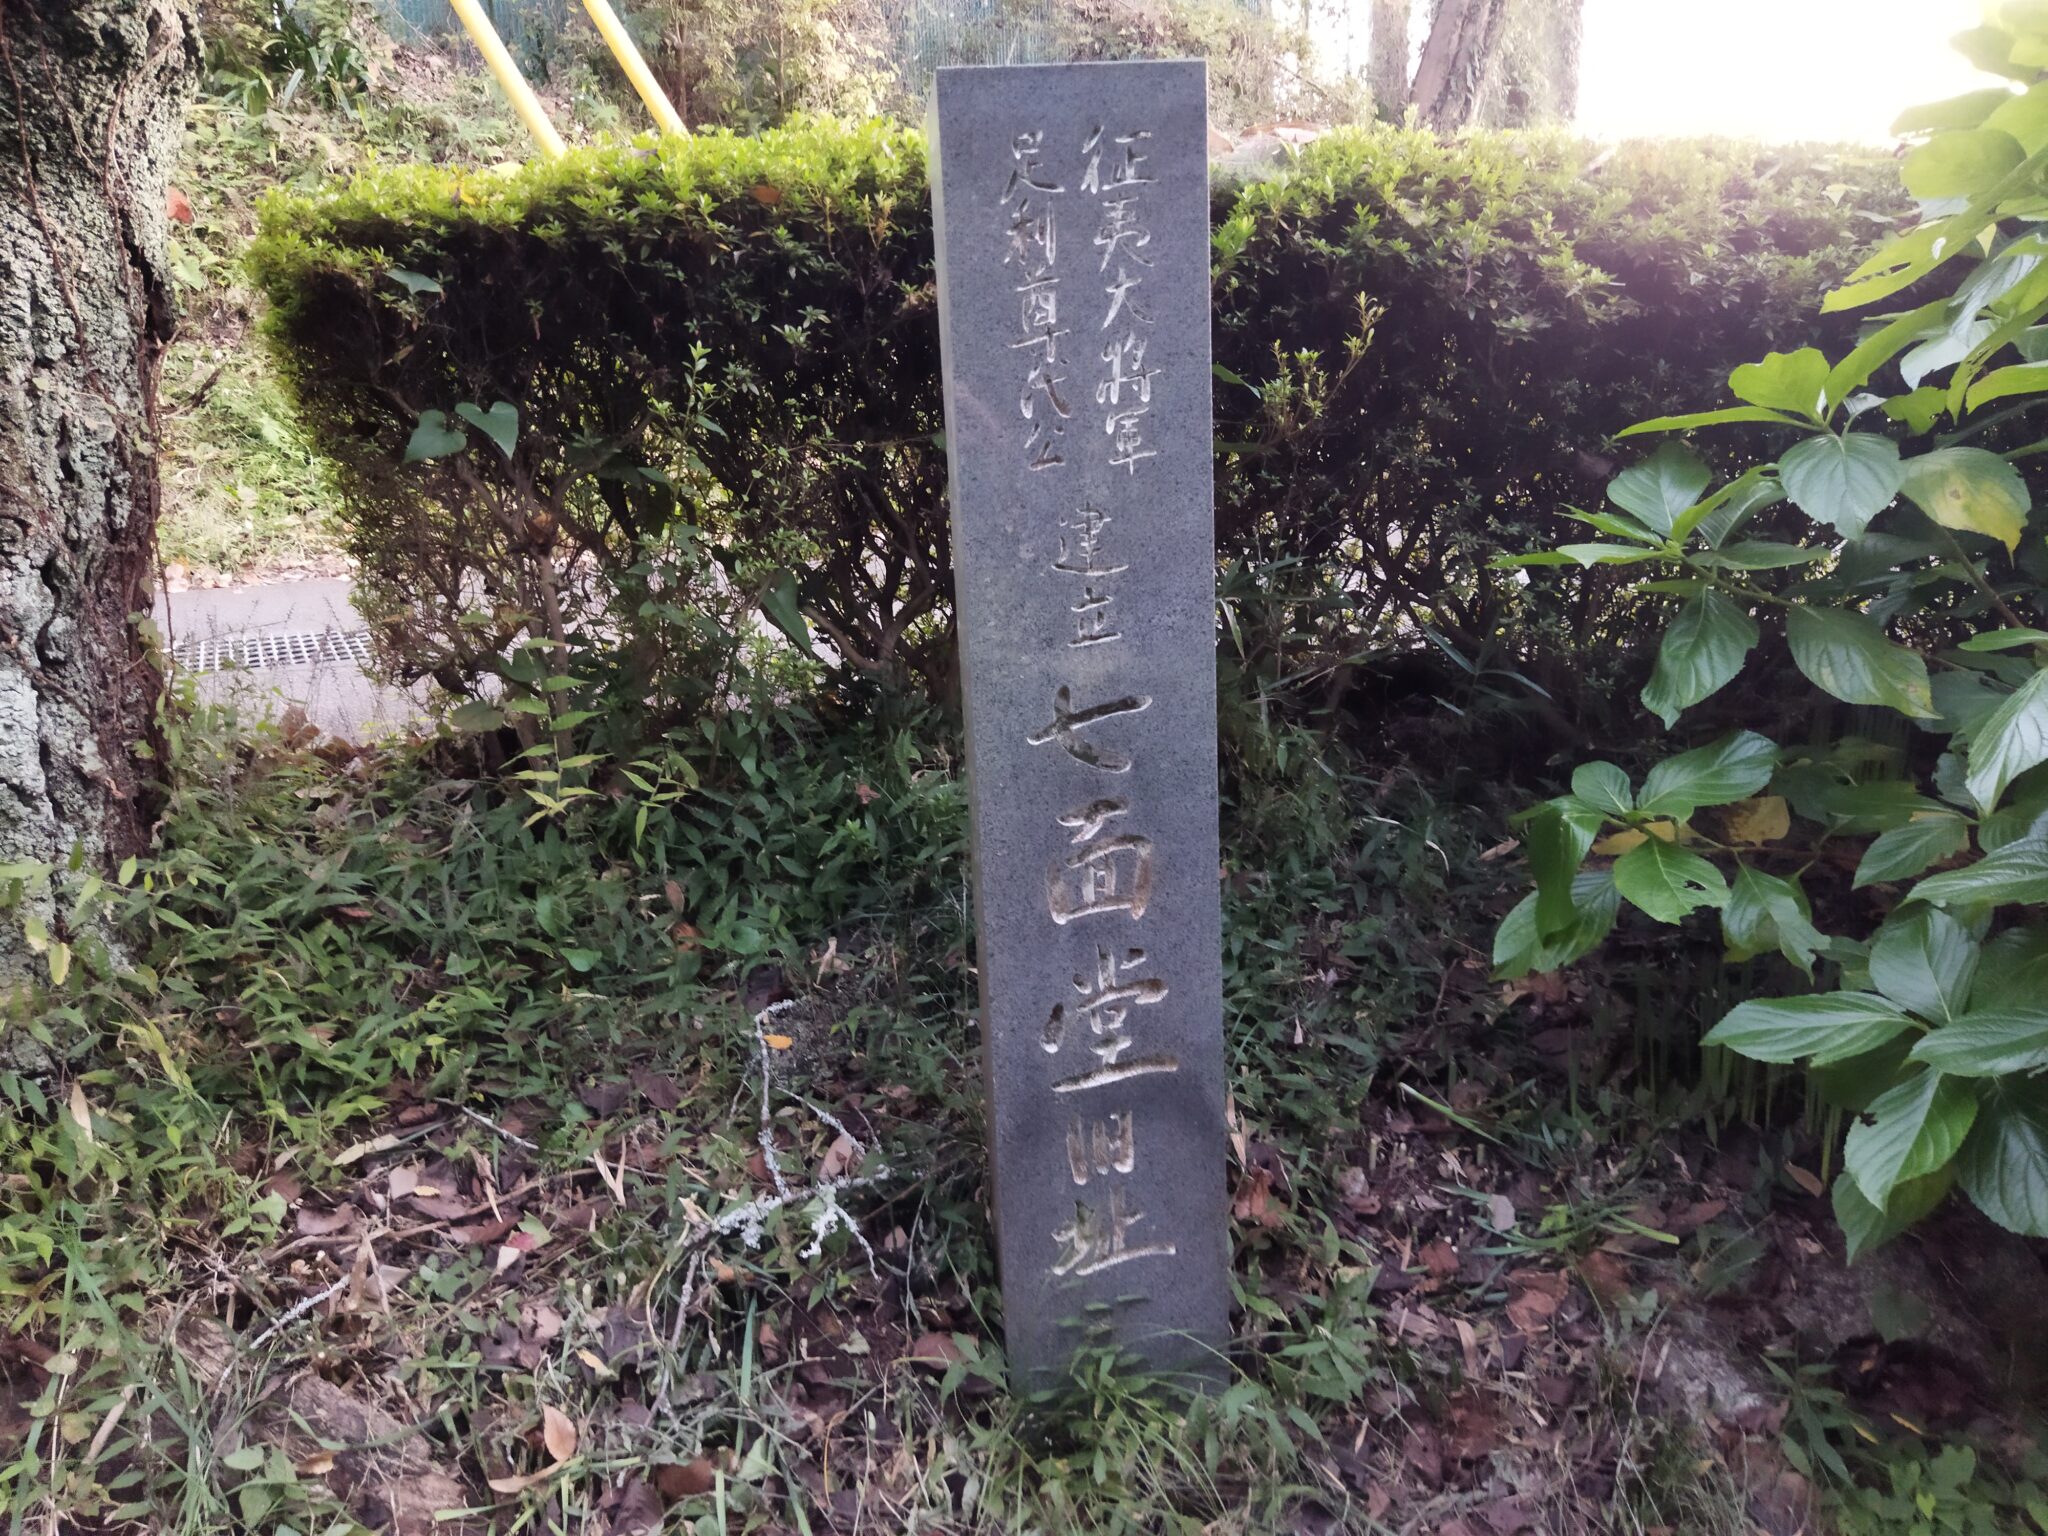 征夷大将軍
足利尊氏公
建立七面堂旧址